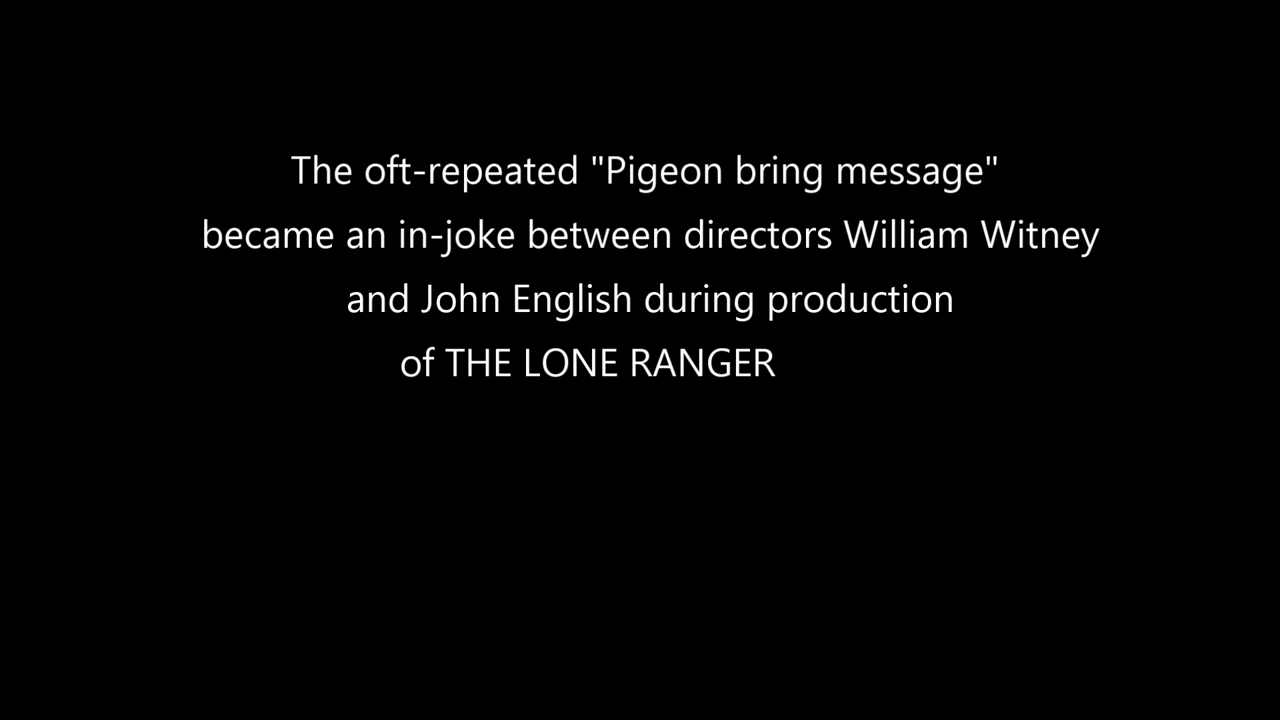 The oft-repeated "Pigeon bring message"
became an in-joke between directors William Witney
and John English during production
of THE LONE RANGER